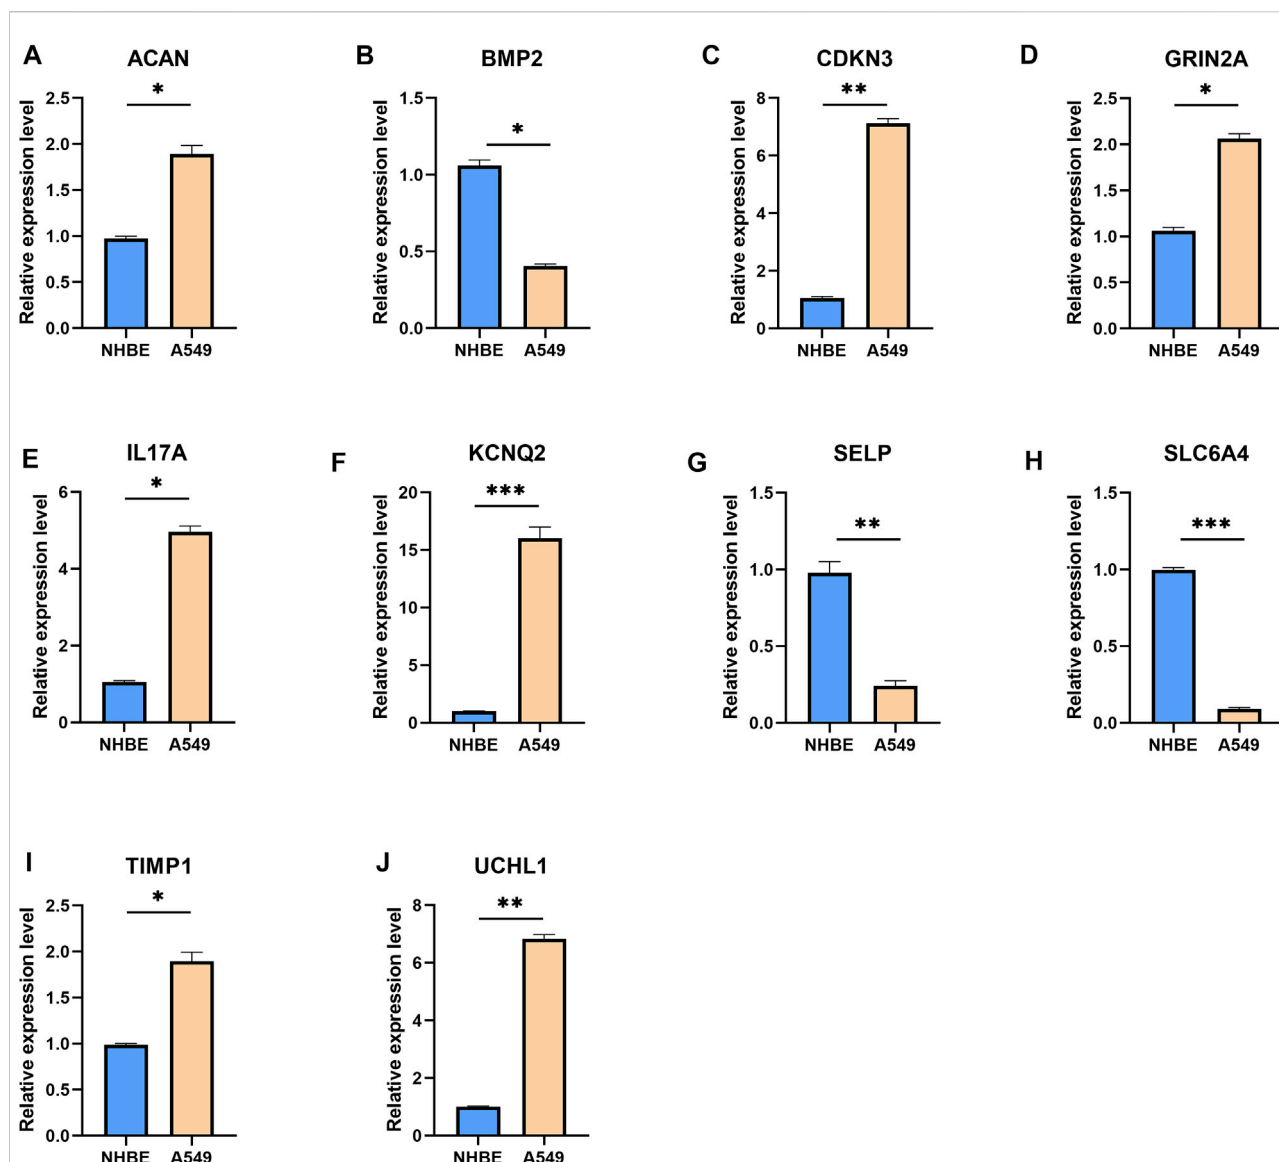 A ACAN
*
Relative expression level
2.5
2.0
1.5
1.0
0.5
0.0
NHBE A549
B BMP2
*
Relative expression level
1.5
1.0
0.5
0.0
NHBE A549
C CDKN3
**
Relative expression level
8
6
4
2
0
NHBE A549
D GRIN2A
*
Relative expression level
2.5
2.0
1.5
1.0
0.5
0.0
NHBE A549
E IL17A
*
Relative expression level
6
4
2
0
NHBE A549
F KCNQ2
***
Relative expression level
20
15
10
5
0
NHBE A549
G SELP
**
Relative expression level
1.5
1.0
0.5
0.0
NHBE A549
H SLC6A4
***
Relative expression level
1.5
1.0
0.5
0.0
NHBE A549
I TIMP1
*
Relative expression level
2.5
2.0
1.5
1.0
0.5
0.0
NHBE A549
J UCHL1
**
Relative expression level
8
6
4
2
0
NHBE A549